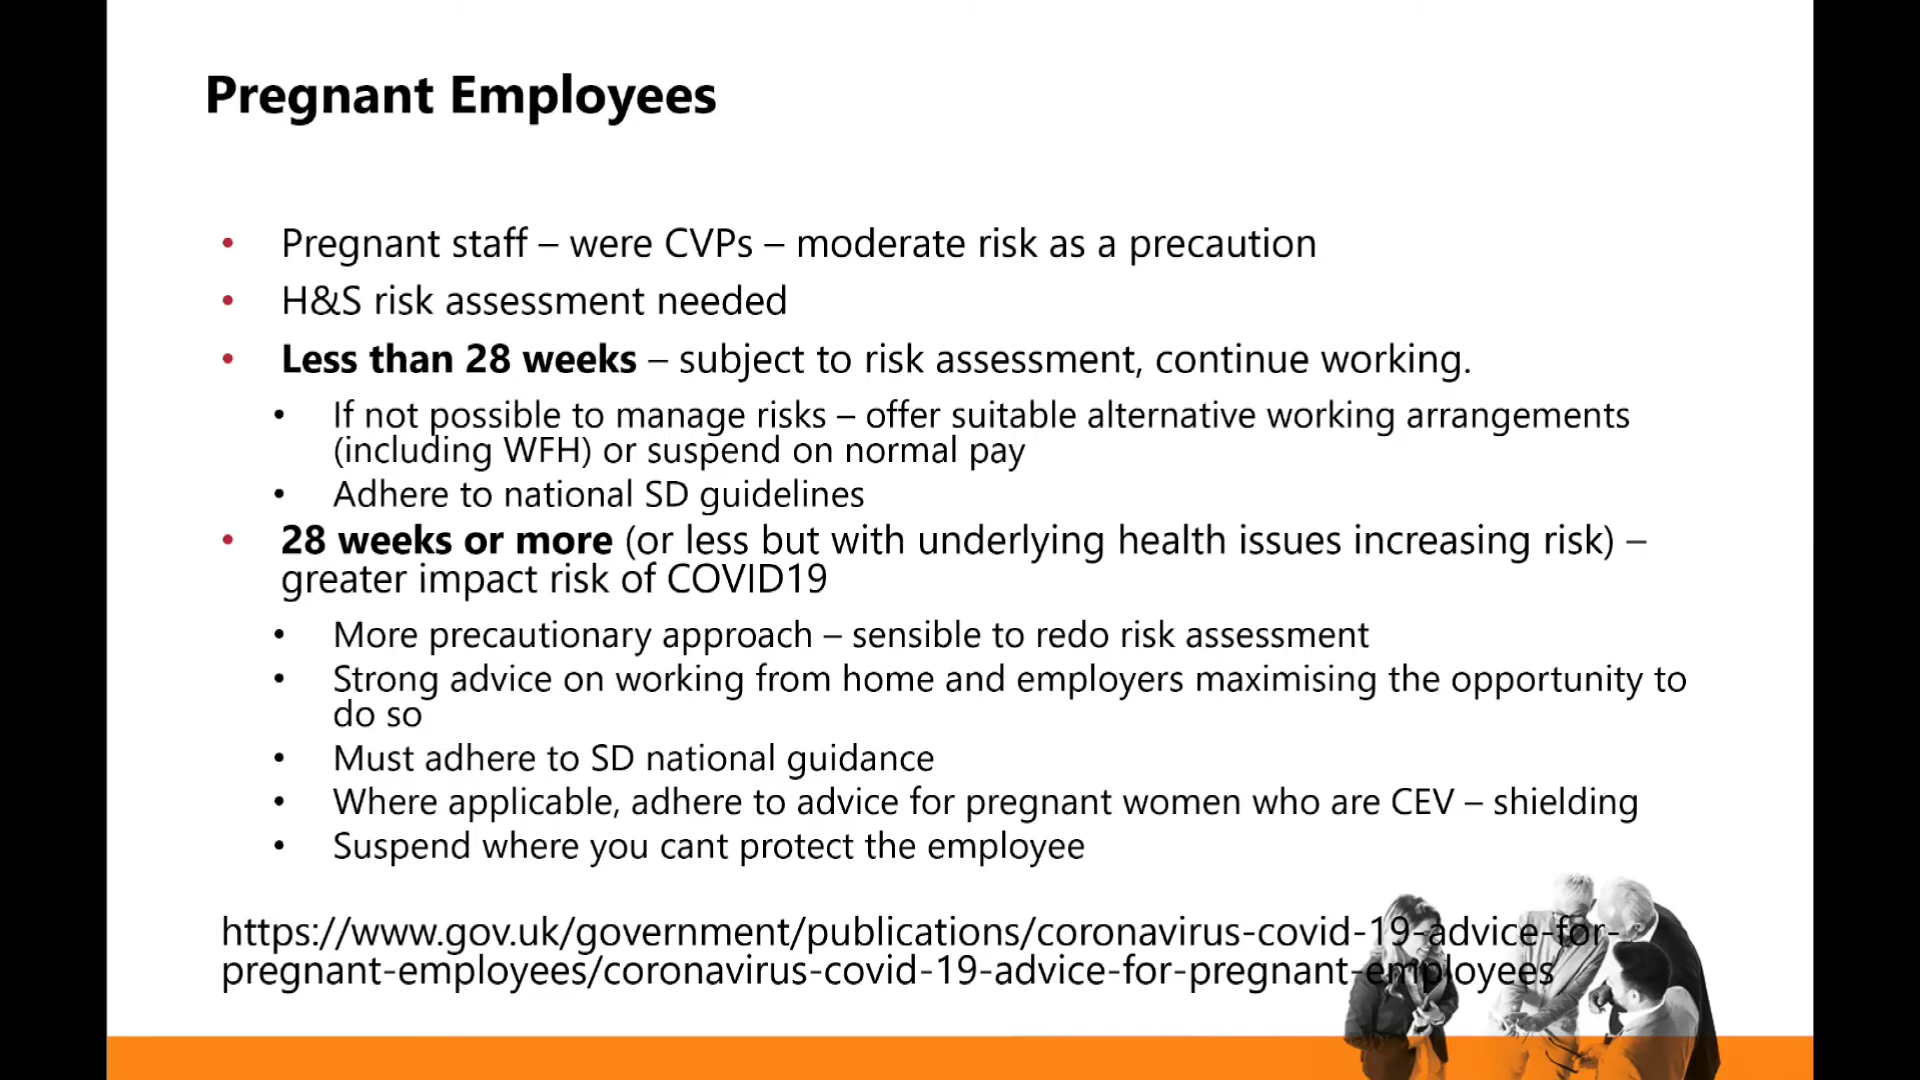 Pregnant Employees
• Pregnant staff – were CVPs – moderate risk as a precaution
• H&S risk assessment needed
• Less than 28 weeks – subject to risk assessment, continue working.
• If not possible to manage risks – offer suitable alternative working arrangements
(including WFH) or suspend on normal pay
• Adhere to national SD guidelines
• 28 weeks or more (or less but with underlying health issues increasing risk) –
greater impact risk of COVID19
• More precautionary approach – sensible to redo risk assessment
• Strong advice on working from home and employers maximising the opportunity to
do so
• Must adhere to SD national guidance
• Where applicable, adhere to advice for pregnant women who are CEV – shielding
• Suspend where you cant protect the employee
https://www.gov.uk/government/publications/coronavirus-covid-19-advice-for-
pregnant-employees/coronavirus-covid-19-advice-for-pregnant-employees